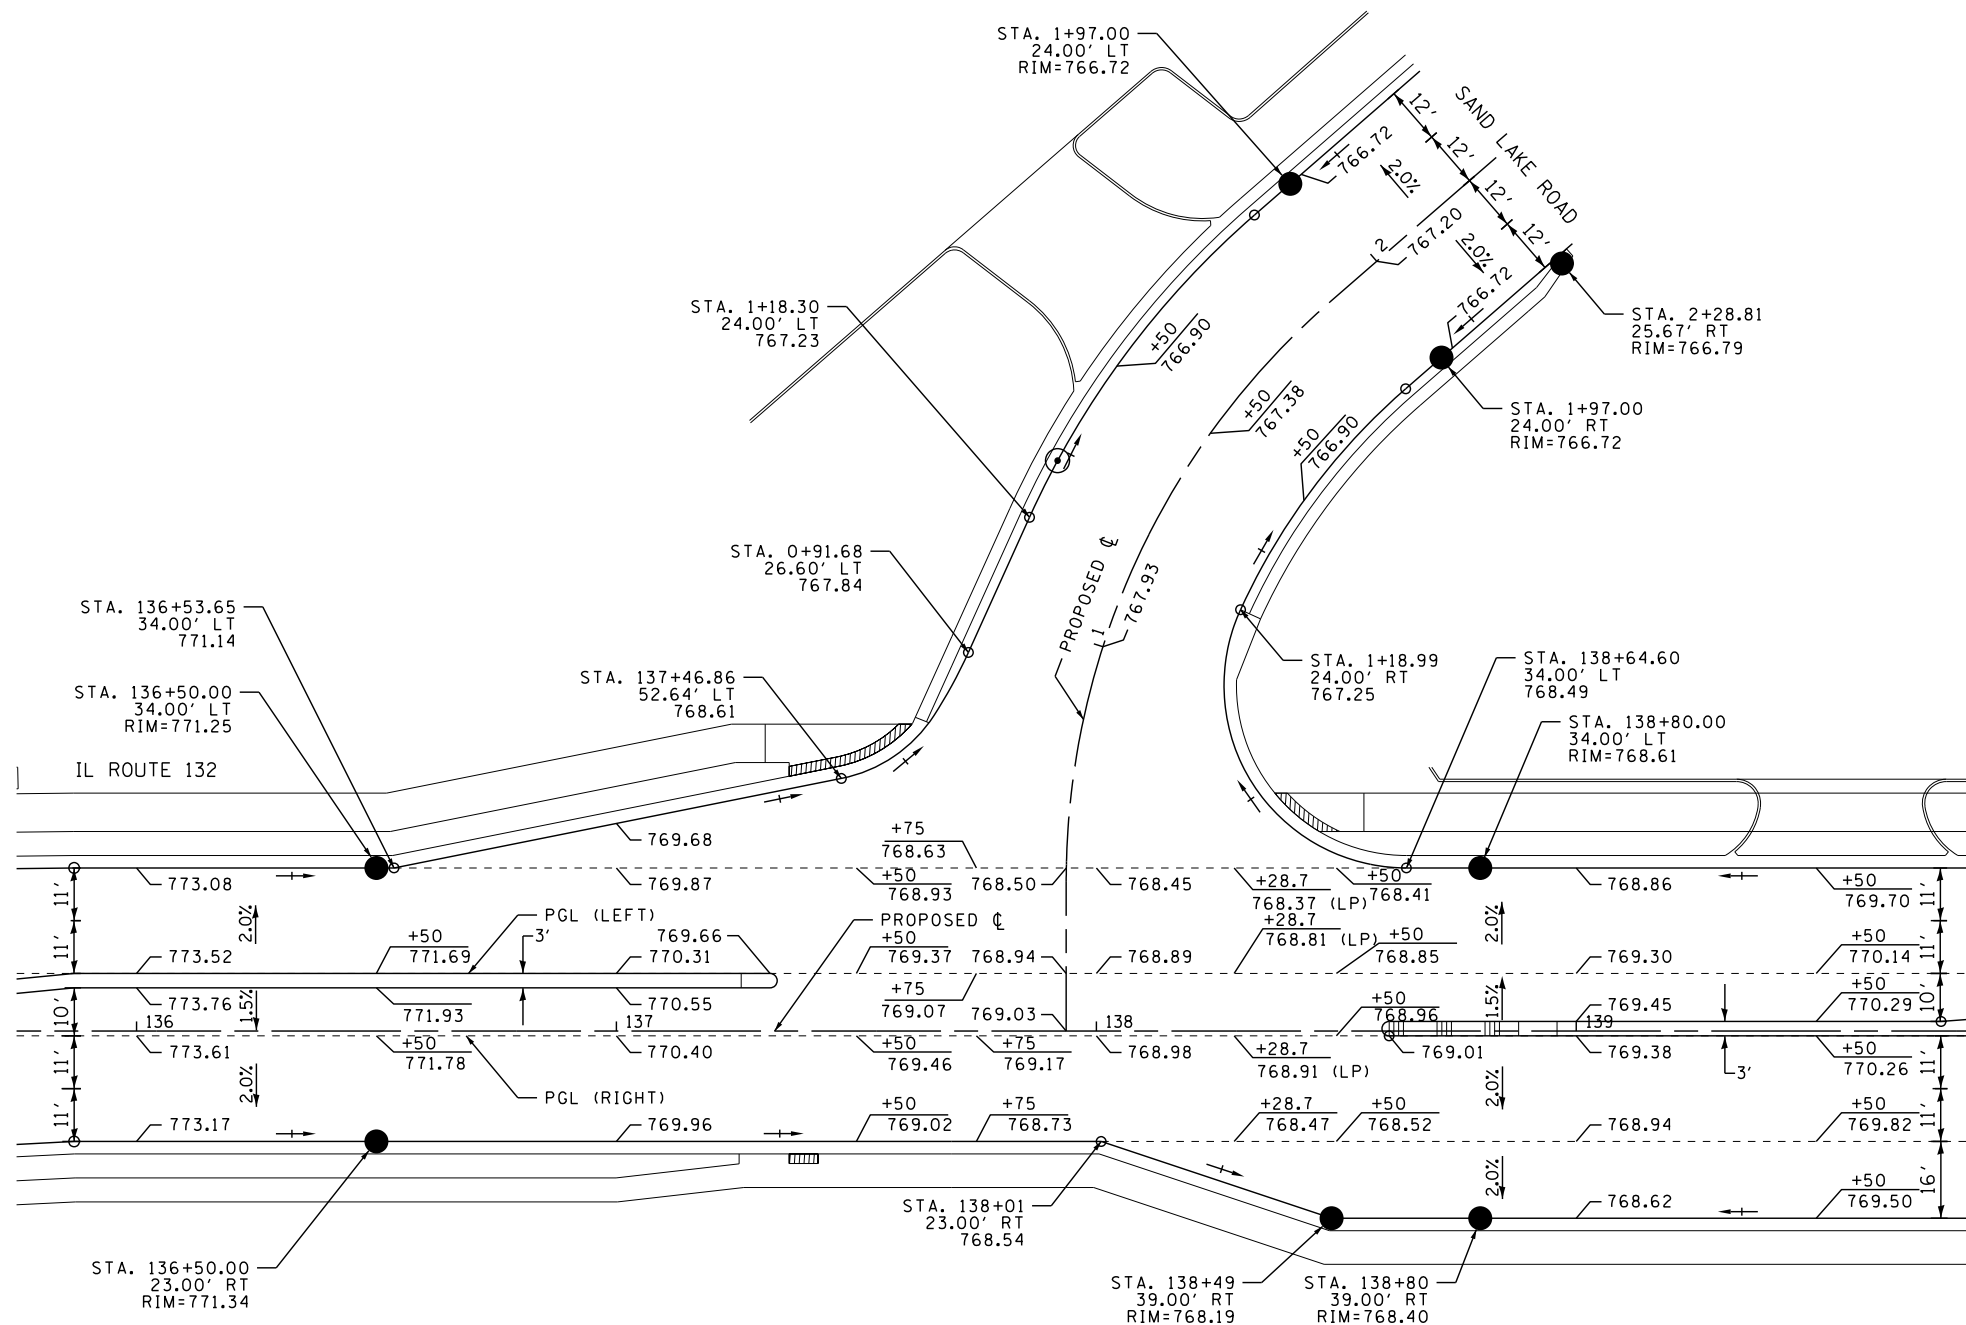 STA. 1+97.00
24.00' LT
RIM=766.72
SAND LAKE ROAD
12'
12'
12'
12'
766.72
2.0%
2
767.20
2.0%
766.72
STA. 1+18.30
24.00' LT
767.23
+50
766.90
STA. 2+28.81
25.67' RT
RIM=766.79
+50
767.38
+50
766.90
STA. 1+97.00
24.00' RT
RIM=766.72
STA. 0+91.68
26.60' LT
767.84
PROPOSED ℄
1
767.93
STA. 136+53.65
34.00' LT
771.14
STA. 137+46.86
52.64' LT
768.61
STA. 1+18.99
24.00' RT
767.25
STA. 138+64.60
34.00' LT
768.49
STA. 136+50.00
34.00' LT
RIM=771.25
STA. 138+80.00
34.00' LT
RIM=768.61
IL ROUTE 132
769.68
+75
768.63
773.08
769.87
+50
768.93
768.50
768.45
+28.7
768.37 (LP)
+50
768.41
768.86
+50
769.70
11'
11'
2.0%
PGL (LEFT)
3'
PROPOSED ℄
+28.7
768.81 (LP)
2.0%
11'
11'
773.52
+50
771.69
770.31
769.66
+50
769.37
768.94
768.89
+50
768.85
769.30
+50
770.14
773.76
771.93
770.55
+75
769.07
769.03
+50
768.96
769.45
+50
770.29
10'
1.5%
1.5%
10'
136
137
138
139
773.61
+50
771.78
770.40
+50
769.46
+75
769.17
768.98
+28.7
768.91 (LP)
769.01
769.38
3'
+50
770.26
11'
11'
2.0%
PGL (RIGHT)
2.0%
11'
11'
773.17
769.96
+50
769.02
+75
768.73
+28.7
768.47
+50
768.52
768.94
+50
769.82
2.0%
768.62
+50
769.50
16'
STA. 138+01
23.00' RT
768.54
STA. 136+50.00
23.00' RT
RIM=771.34
STA. 138+49
39.00' RT
RIM=768.19
STA. 138+80
39.00' RT
RIM=768.40